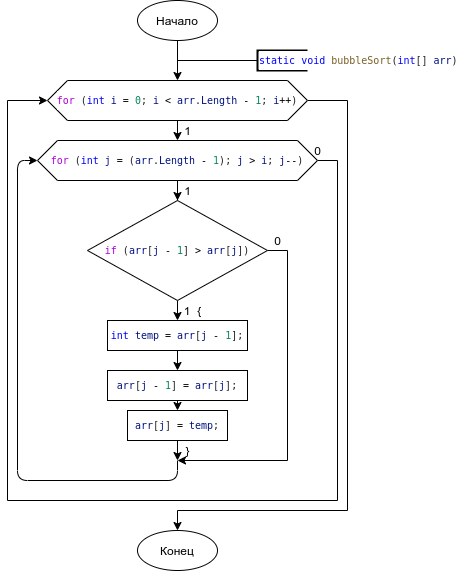 Начало
static void bubbleSort(int[] arr)
for (int i = 0; i < arr.Length - 1; i++)
1
for (int j = (arr.Length - 1); j > i; j--)
0
1
if (arr[j - 1] > arr[j])
0
1 {
int temp = arr[j - 1];
arr[j - 1] = arr[j];
arr[j] = temp;
}
Конец